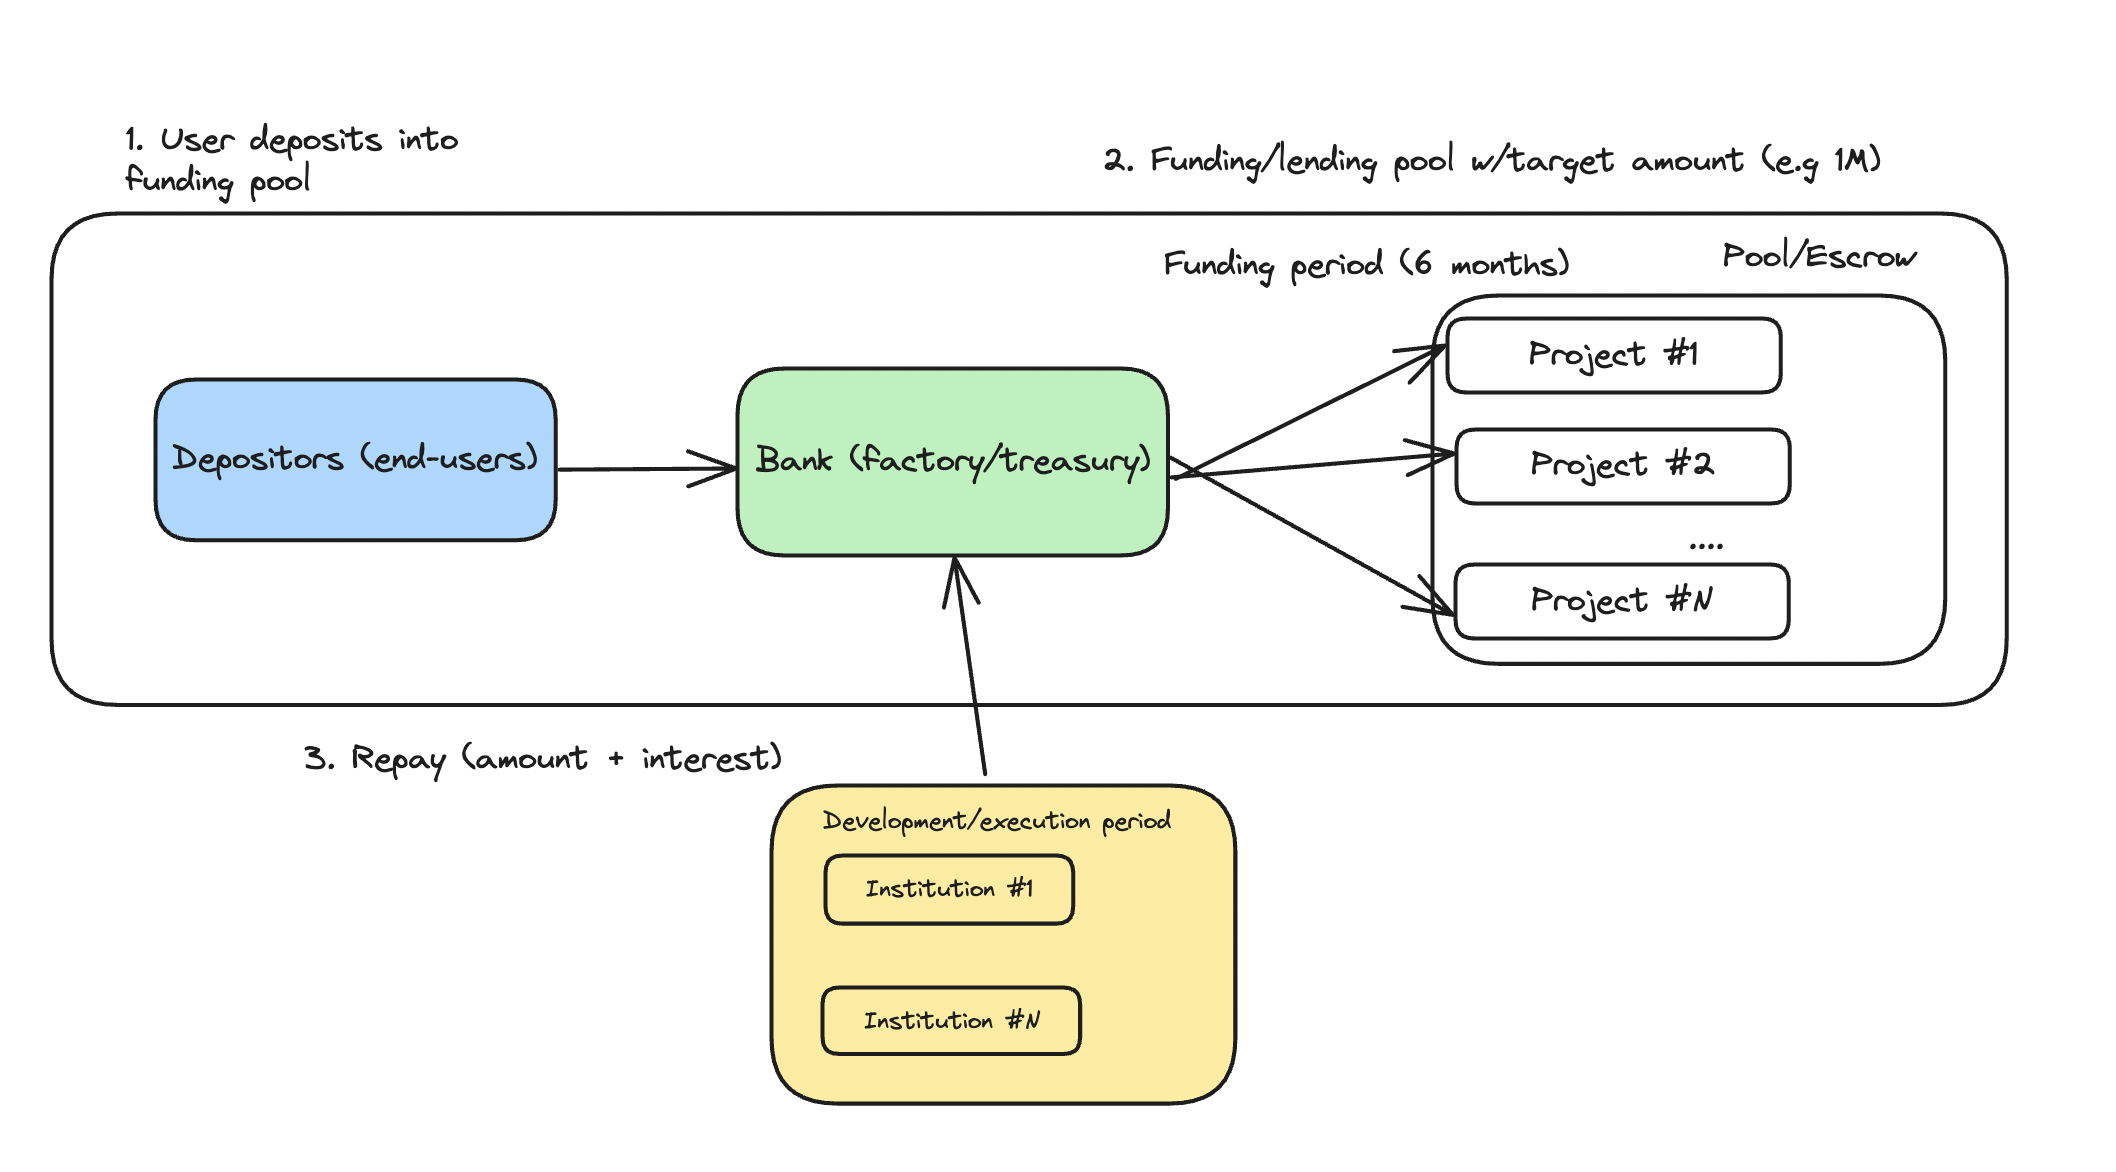 1. User deposits into
funding pool
2. Funding/lending pool w/target amount (e.g 1M)
Funding period (6 months)
Pool/Escrow
Project #1
Depositors (end-users)
Bank (factory/treasury)
Project #2
....
Project #N
3. Repay (amount + interest)
Development/execution period
Institution #1
Institution #N